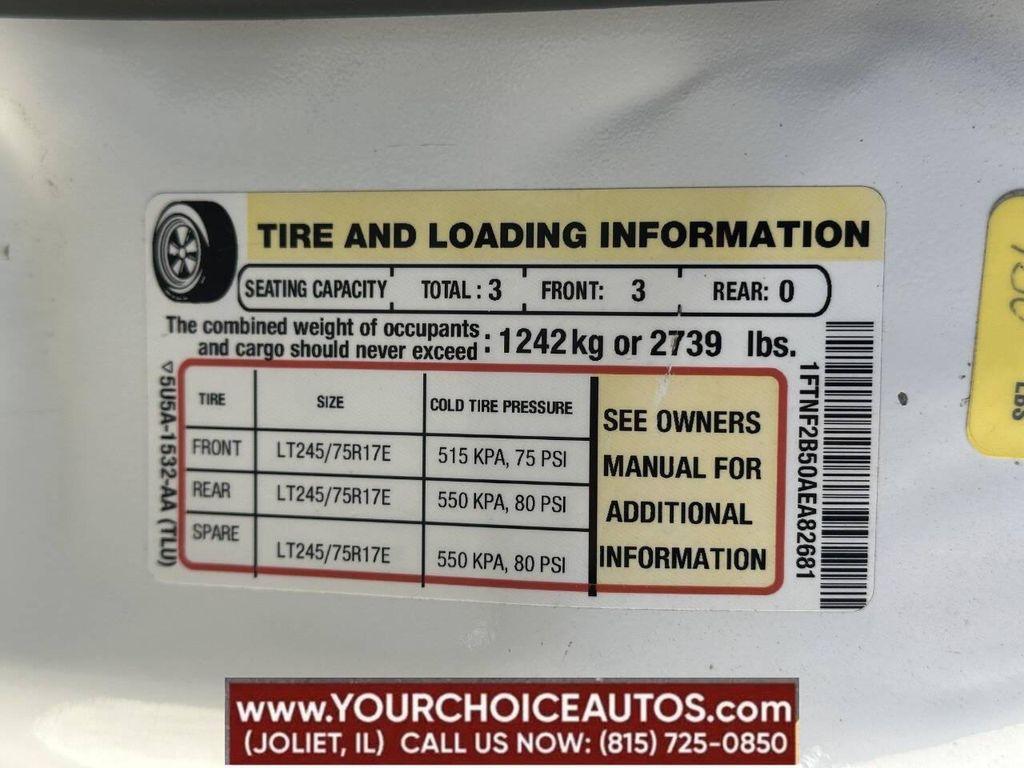 TIRE AND LOADING INFORMATION
SEATING CAPACITY TOTAL : 3 FRONT: 3 REAR: 0
The combined weight of occupants
and cargo should never exceed : 1242 kg or 2739 lbs.
TIRE SIZE COLD TIRE PRESSURE
FRONT LT245/75R17E 515 KPA, 75 PSI
REAR LT245/75R17E 550 KPA, 80 PSI
SPARE LT245/75R17E 550 KPA, 80 PSI
SEE OWNERS
MANUAL FOR
ADDITIONAL
INFORMATION
5U5A-1532-AA (TLU)
1FTNF2B50AEA82681
LBS
www.YOURCHOICEAUTOS.com
(JOLIET, IL) CALL US NOW: (815) 725-0850